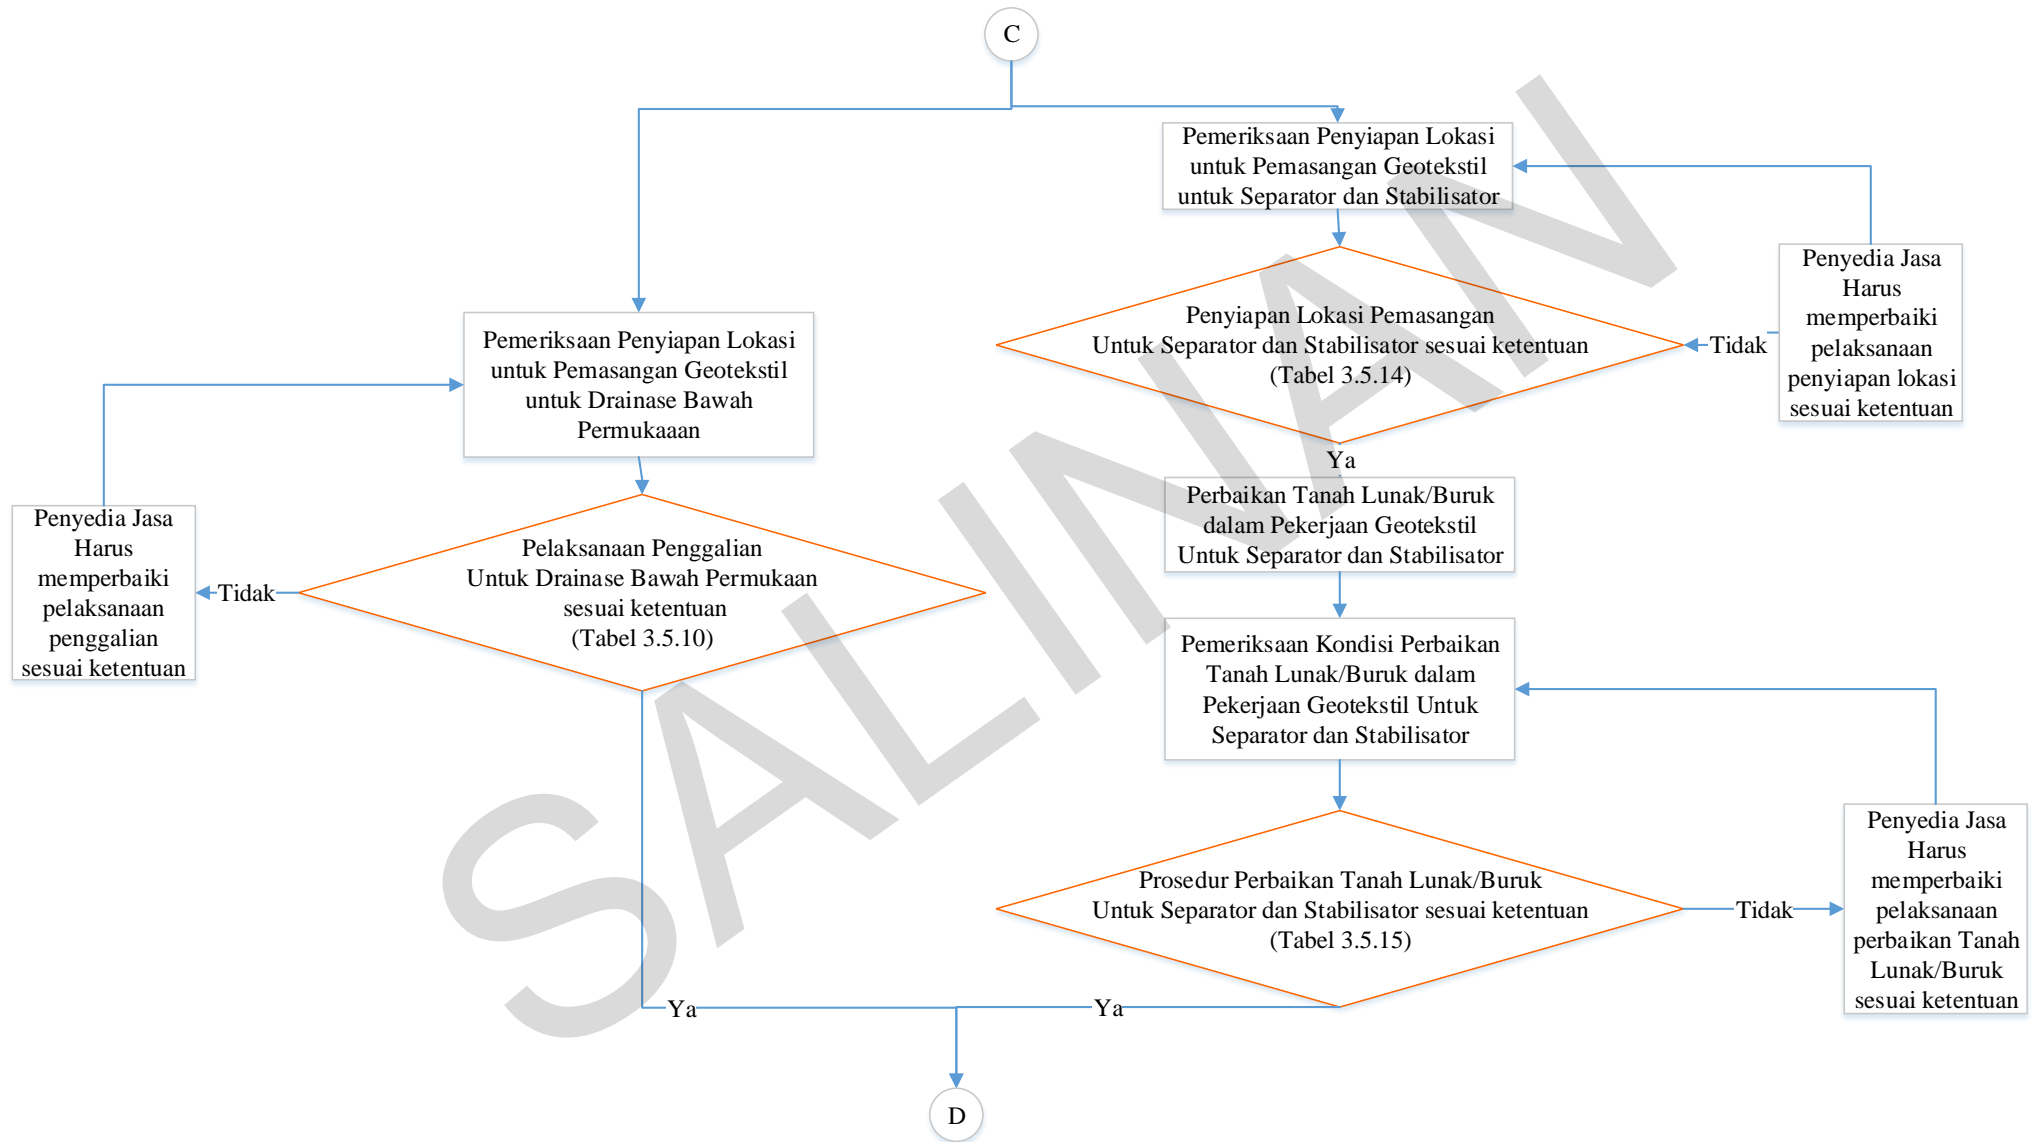 C
Pemeriksaan Penyiapan Lokasi
untuk Pemasangan Geotekstil
untuk Separator dan Stabilisator
Penyedia Jasa
Harus
memperbaiki
pelaksanaan
penyiapan lokasi
sesuai ketentuan
Penyiapan Lokasi Pemasangan
Untuk Separator dan Stabilisator sesuai ketentuan
(Tabel 3.5.14)
Tidak
Ya
Pemeriksaan Penyiapan Lokasi
untuk Pemasangan Geotekstil
untuk Drainase Bawah
Permukaaan
Penyedia Jasa
Harus
memperbaiki
pelaksanaan
penggalian
sesuai ketentuan
Tidak
Pelaksanaan Penggalian
Untuk Drainase Bawah Permukaan
sesuai ketentuan
(Tabel 3.5.10)
Perbaikan Tanah Lunak/Buruk
dalam Pekerjaan Geotekstil
Untuk Separator dan Stabilisator
Pemeriksaan Kondisi Perbaikan
Tanah Lunak/Buruk dalam
Pekerjaan Geotekstil Untuk
Separator dan Stabilisator
Prosedur Perbaikan Tanah Lunak/Buruk
Untuk Separator dan Stabilisator sesuai ketentuan
(Tabel 3.5.15)
Tidak
Penyedia Jasa
Harus
memperbaiki
pelaksanaan
perbaikan Tanah
Lunak/Buruk
sesuai ketentuan
Ya
Ya
D
SALINAN